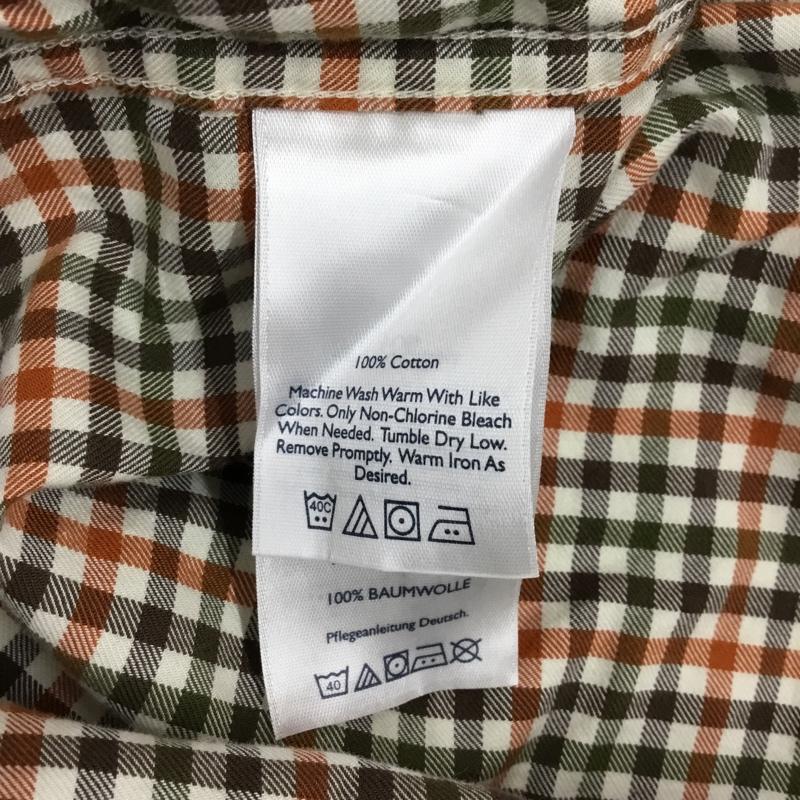 100% Cotton
Machine Wash Warm With Like
Colors. Only Non-Chlorine Bleach
When Needed. Tumble Dry Low.
Remove Promptly. Warm Iron As
Desired.
40C
100% BAUMWOLLE
Pflegeanleitung Deutsch.
40